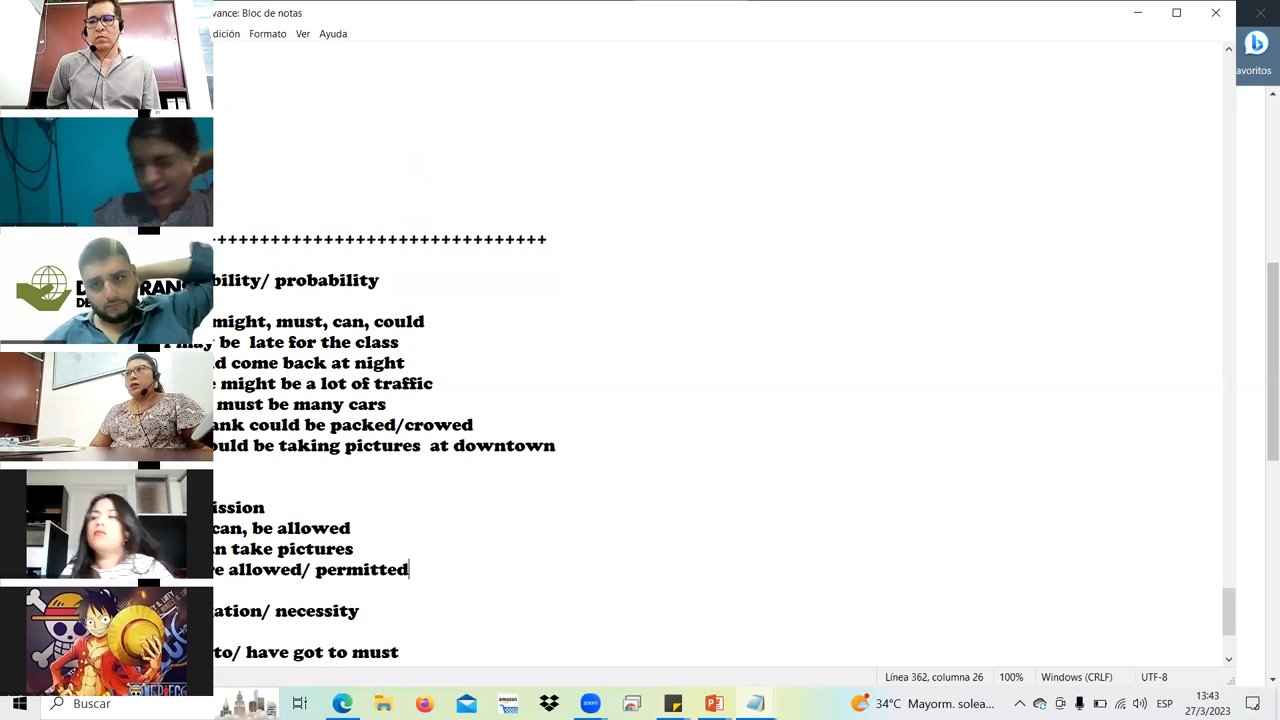 vance: Bloc de notas
dición Formato Ver Ayuda
avoritos
++++++++++++++++++++++++++++++++
bility/ probability
might, must, can, could
I may be late for the class
d come back at night
e might be a lot of traffic
must be many cars
ank could be packed/crowed
ould be taking pictures at downtown
ission
can, be allowed
n take pictures
re allowed/ permitted
ation/ necessity
to/ have got to must
Línea 362, columna 26 100% Windows (CRLF) UTF-8
Buscar
amazon
zoom
34°C Mayorm. solea...
ESP
13:43
27/3/2023